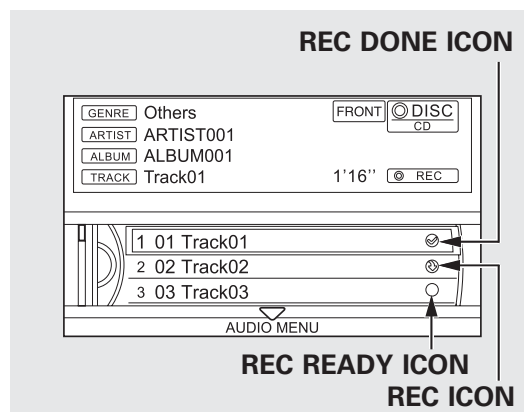 REC DONE ICON
GENRE Others FRONT DISC
CD
ARTIST ARTIST001
ALBUM ALBUM001
TRACK Track01 1'16'' REC
1 01 Track01
2 02 Track02
3 03 Track03
AUDIO MENU
REC READY ICON
REC ICON